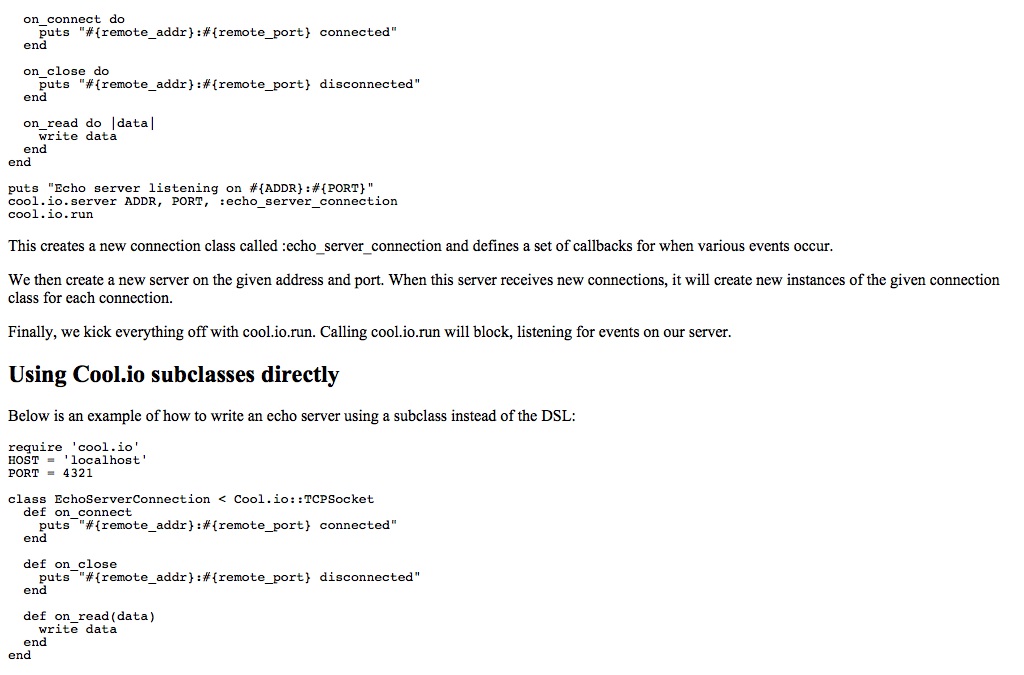 on_connect do
    puts "#{remote_addr}:#{remote_port} connected"
  end

  on_close do
    puts "#{remote_addr}:#{remote_port} disconnected"
  end

  on_read do |data|
    write data
  end
end

puts "Echo server listening on #{ADDR}:#{PORT}"
cool.io.server ADDR, PORT, :echo_server_connection
cool.io.run

This creates a new connection class called :echo_server_connection and defines a set of callbacks for when various events occur.

We then create a new server on the given address and port. When this server receives new connections, it will create new instances of the given connection
class for each connection.

Finally, we kick everything off with cool.io.run. Calling cool.io.run will block, listening for events on our server.

Using Cool.io subclasses directly

Below is an example of how to write an echo server using a subclass instead of the DSL:

require 'cool.io'
HOST = 'localhost'
PORT = 4321

class EchoServerConnection < Cool.io::TCPSocket
  def on_connect
    puts "#{remote_addr}:#{remote_port} connected"
  end

  def on_close
    puts "#{remote_addr}:#{remote_port} disconnected"
  end

  def on_read(data)
    write data
  end
end